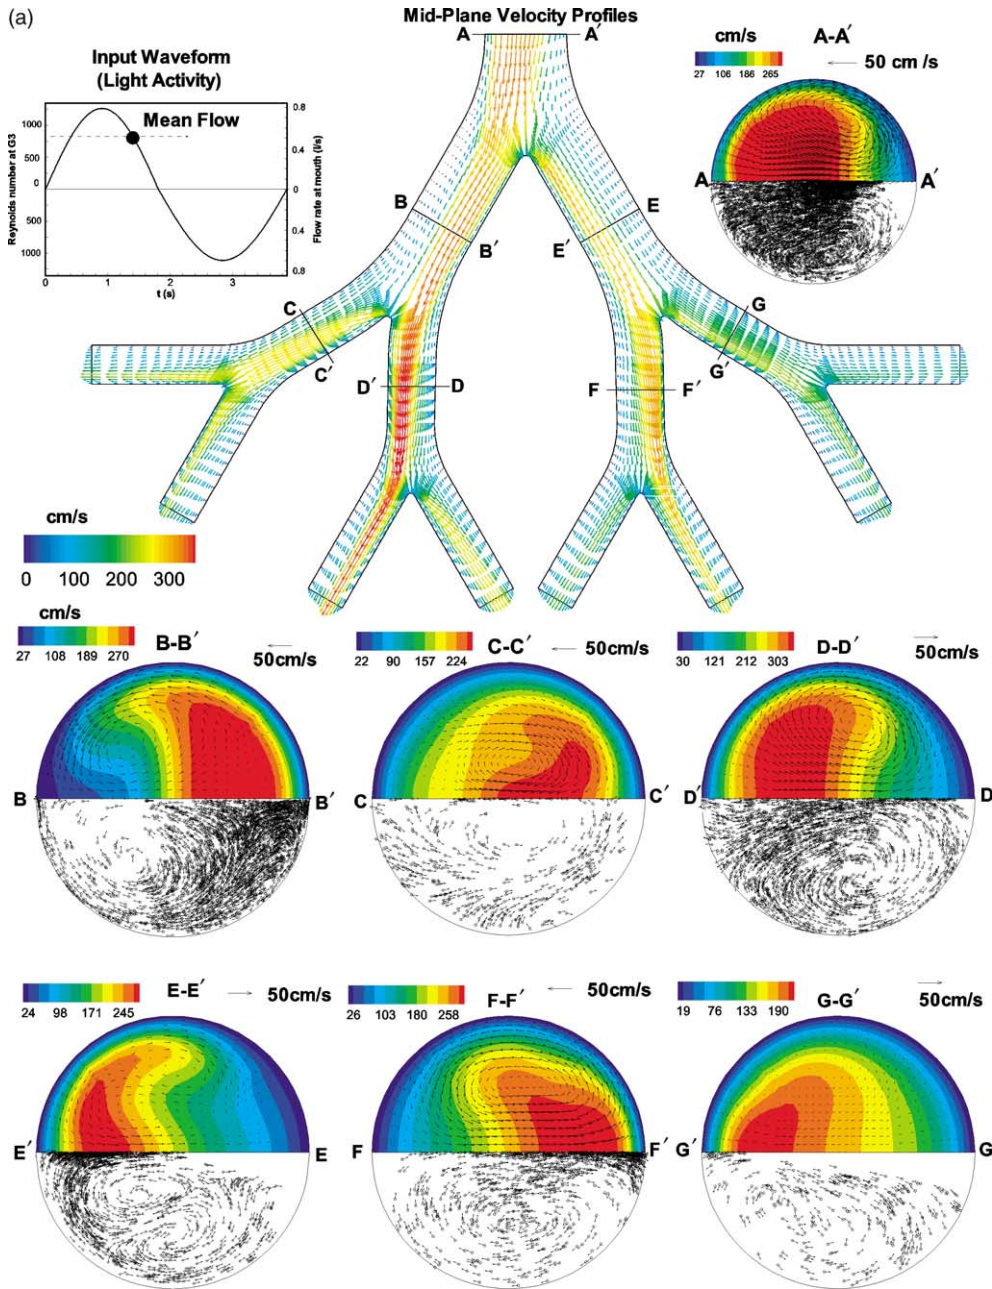 (a)
Mid-Plane Velocity Profiles
A A′
Input Waveform
(Light Activity)
Mean Flow
Reynolds number at G3
1000
500
0
500
1000
0.8
0.4
0
0.4
0.8
Flow rate at mouth (l/s)
0 1 2 3
t (s)
cm/s
27 106 186 265
A-A′
50 cm /s
A A′
B
B′
E
E′
C
C′
G
G′
D′ D
F F′
cm/s
0 100 200 300
cm/s
27 108 189 270
B-B′
50cm/s
B B′
22 90 157 224
C-C′
50cm/s
C C′
30 121 212 303
D-D′
50cm/s
D′ D
24 98 171 245
E-E′
50cm/s
E′ E
26 103 180 258
F-F′
50cm/s
F F′
19 76 133 190
G-G′
50cm/s
G′ G